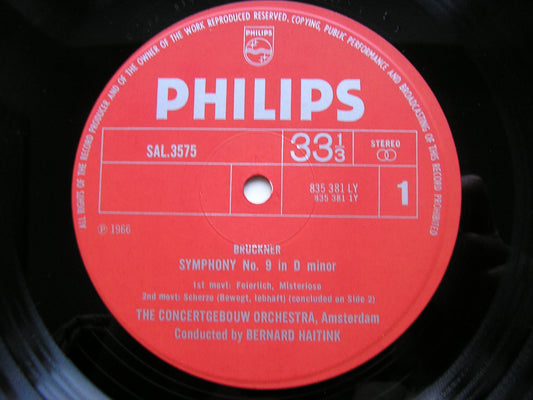 ALL RIGHTS OF THE RECORD PRODUCER AND OF THE OWNER OF THE WORK REPRODUCED RESERVED. COPYING, PUBLIC PERFORMANCE AND BROADCASTING OF THIS RECORD PROHIBITED
PHILIPS
PHILIPS
SAL.3575
33 1/3
STEREO
835 381 LY
835 381 1Y
1
℗ 1966
BRUCKNER
SYMPHONY No. 9 in D minor
1st movt: Feierlich, Misterioso
2nd movt: Scherzo (Bewegt, lebhaft) (concluded on Side 2)
THE CONCERTGEBOUW ORCHESTRA, Amsterdam
Conducted by BERNARD HAITINK